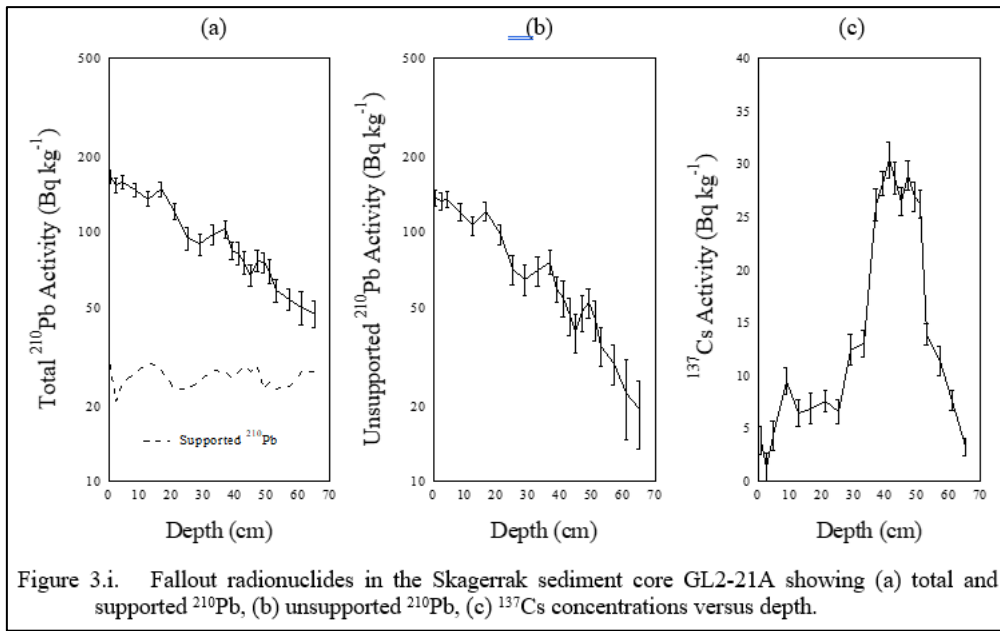 (a)
(b)
(c)
500
200
100
50
20
10
0 10 20 30 40 50 60 70
Total ²¹⁰Pb Activity (Bq kg⁻¹)
Supported ²¹⁰Pb
Depth (cm)
500
200
100
50
20
10
0 10 20 30 40 50 60 70
Unsupported ²¹⁰Pb Activity (Bq kg⁻¹)
Depth (cm)
40
35
30
25
20
15
10
5
0
0 10 20 30 40 50 60 70
¹³⁷Cs Activity (Bq kg⁻¹)
Depth (cm)
Figure 3.i. Fallout radionuclides in the Skagerrak sediment core GL2-21A showing (a) total and
supported ²¹⁰Pb, (b) unsupported ²¹⁰Pb, (c) ¹³⁷Cs concentrations versus depth.